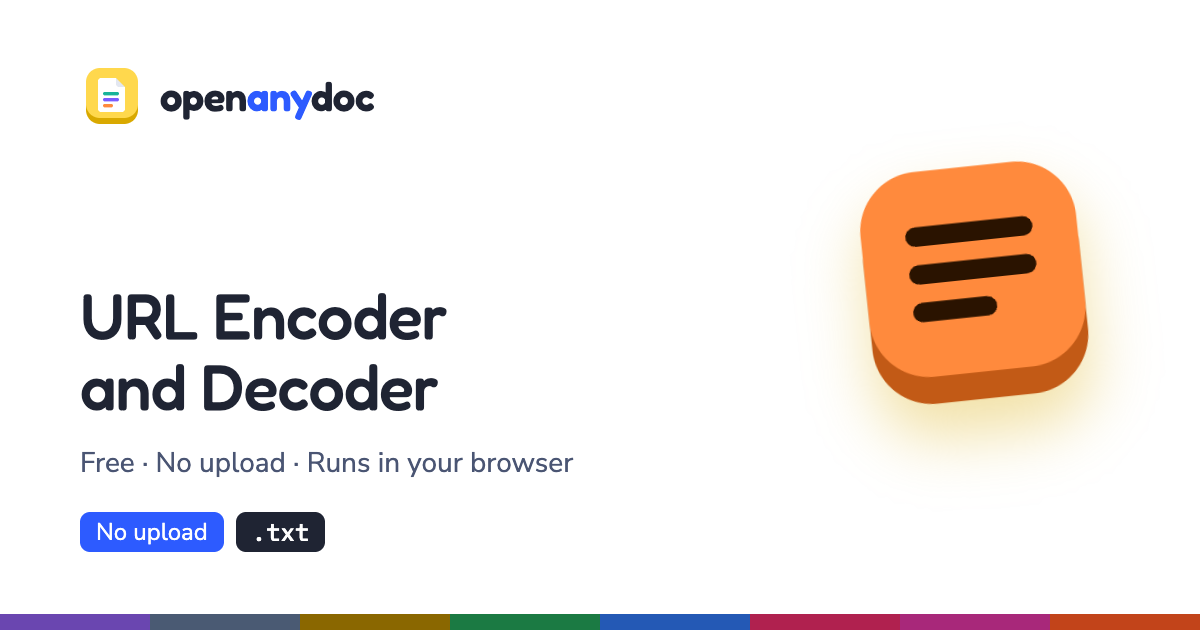 openanydoc
URL Encoder
and Decoder
Free · No upload · Runs in your browser
No upload
.txt